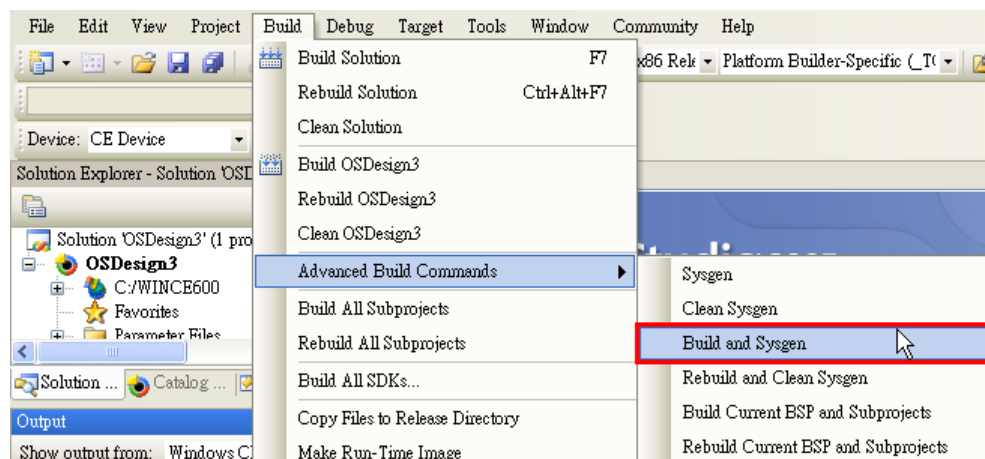 File Edit View Project Build Debug Target Tools Window Community Help
Build Solution F7
x86 Rele Platform Builder-Specific (_T
Rebuild Solution Ctrl+Alt+F7
Clean Solution
Device: CE Device
Build OSDesign3
Solution Explorer - Solution 'OSD
Rebuild OSDesign3
Clean OSDesign3
Solution 'OSDesign3' (1 pro
OSDesign3
Advanced Build Commands
Sysgen
C:/WINCE600
Build All Subprojects
Clean Sysgen
Favorites
Parameter Files
Rebuild All Subprojects
Build and Sysgen
Build All SDKs...
Rebuild and Clean Sysgen
Solution ... Catalog ...
Copy Files to Release Directory
Build Current BSP and Subprojects
Output
Show output from: Windows C
Make Run-Time Image
Rebuild Current BSP and Subprojects